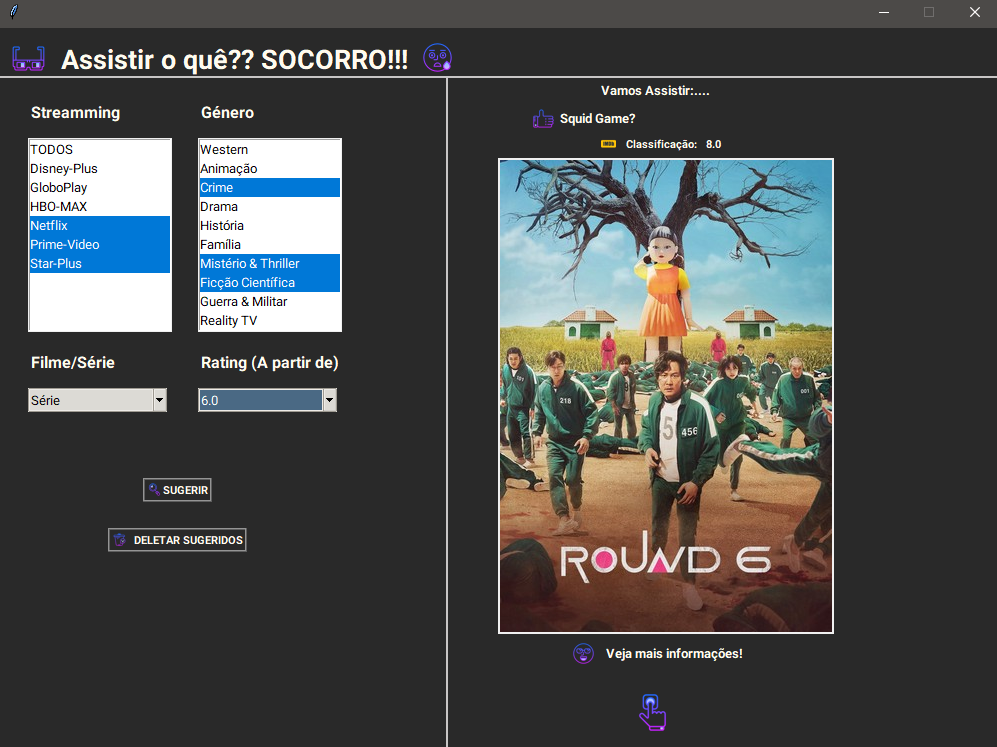 Assistir o quê?? SOCORRO!!!
Streamming
Género
TODOS
Disney-Plus
GloboPlay
HBO-MAX
Netflix
Prime-Video
Star-Plus
Western
Animação
Crime
Drama
História
Família
Mistério & Thriller
Ficção Científica
Guerra & Militar
Reality TV
Filme/Série
Rating (A partir de)
Série
6.0
SUGERIR
DELETAR SUGERIDOS
Vamos Assistir:....
Squid Game?
IMDb Classificação: 8.0
218
001
456
ROUND 6
Veja mais informações!